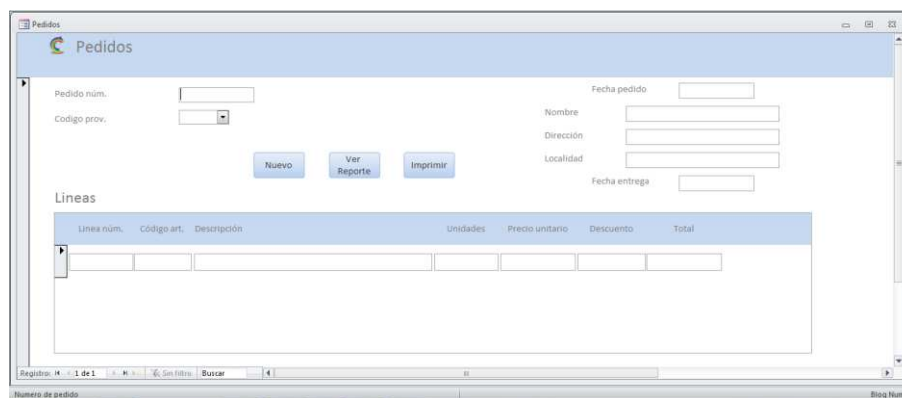 Pedidos
Pedidos
Pedido núm.
Fecha pedido
Codigo prov.
Nombre
Dirección
Nuevo
Ver
Reporte
Imprimir
Localidad
Fecha entrega
Lineas
Linea núm. Código art. Descripción Unidades Precio unitario Descuento Total
Registro: 1 de 1 Sin filtro Buscar
Numero de pedido Bloq Num